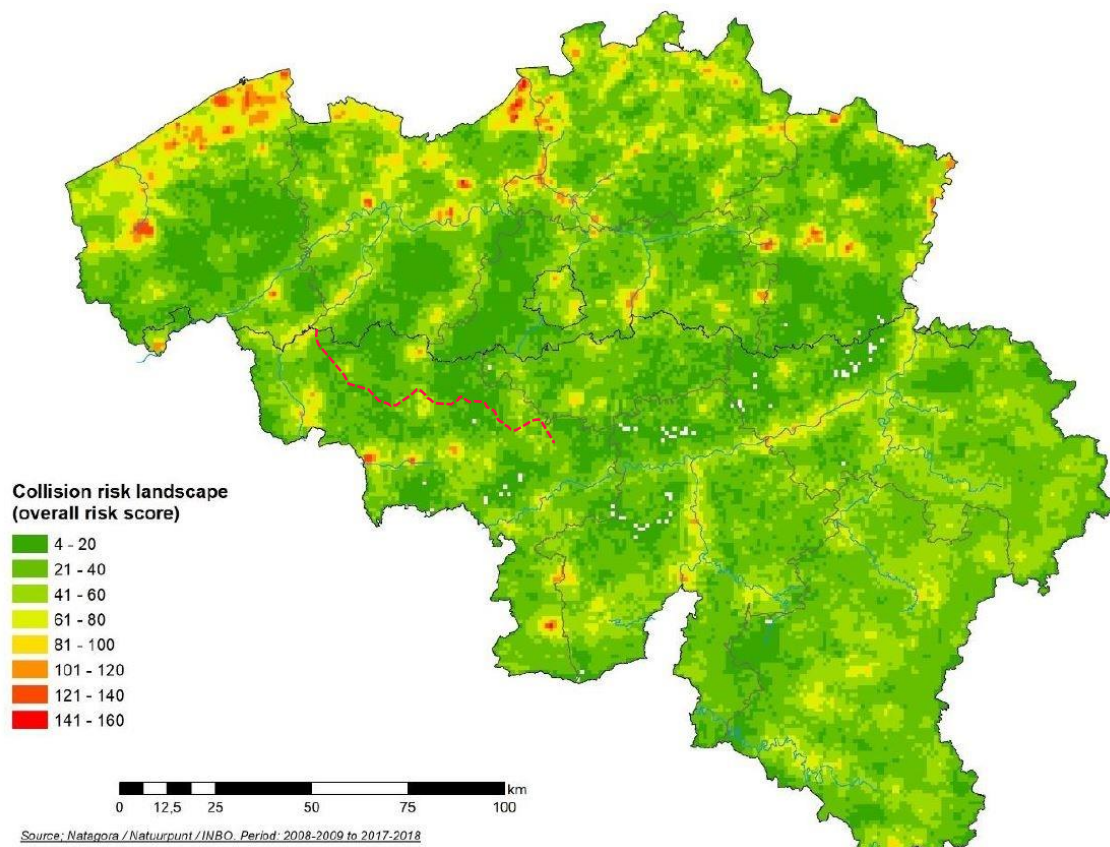 Collision risk landscape
(overall risk score)
4 - 20
21 - 40
41 - 60
61 - 80
81 - 100
101 - 120
121 - 140
141 - 160
km
0 12,5 25 50 75 100
Source; Natagora / Natuurpunt / INBO. Period: 2008-2009 to 2017-2018